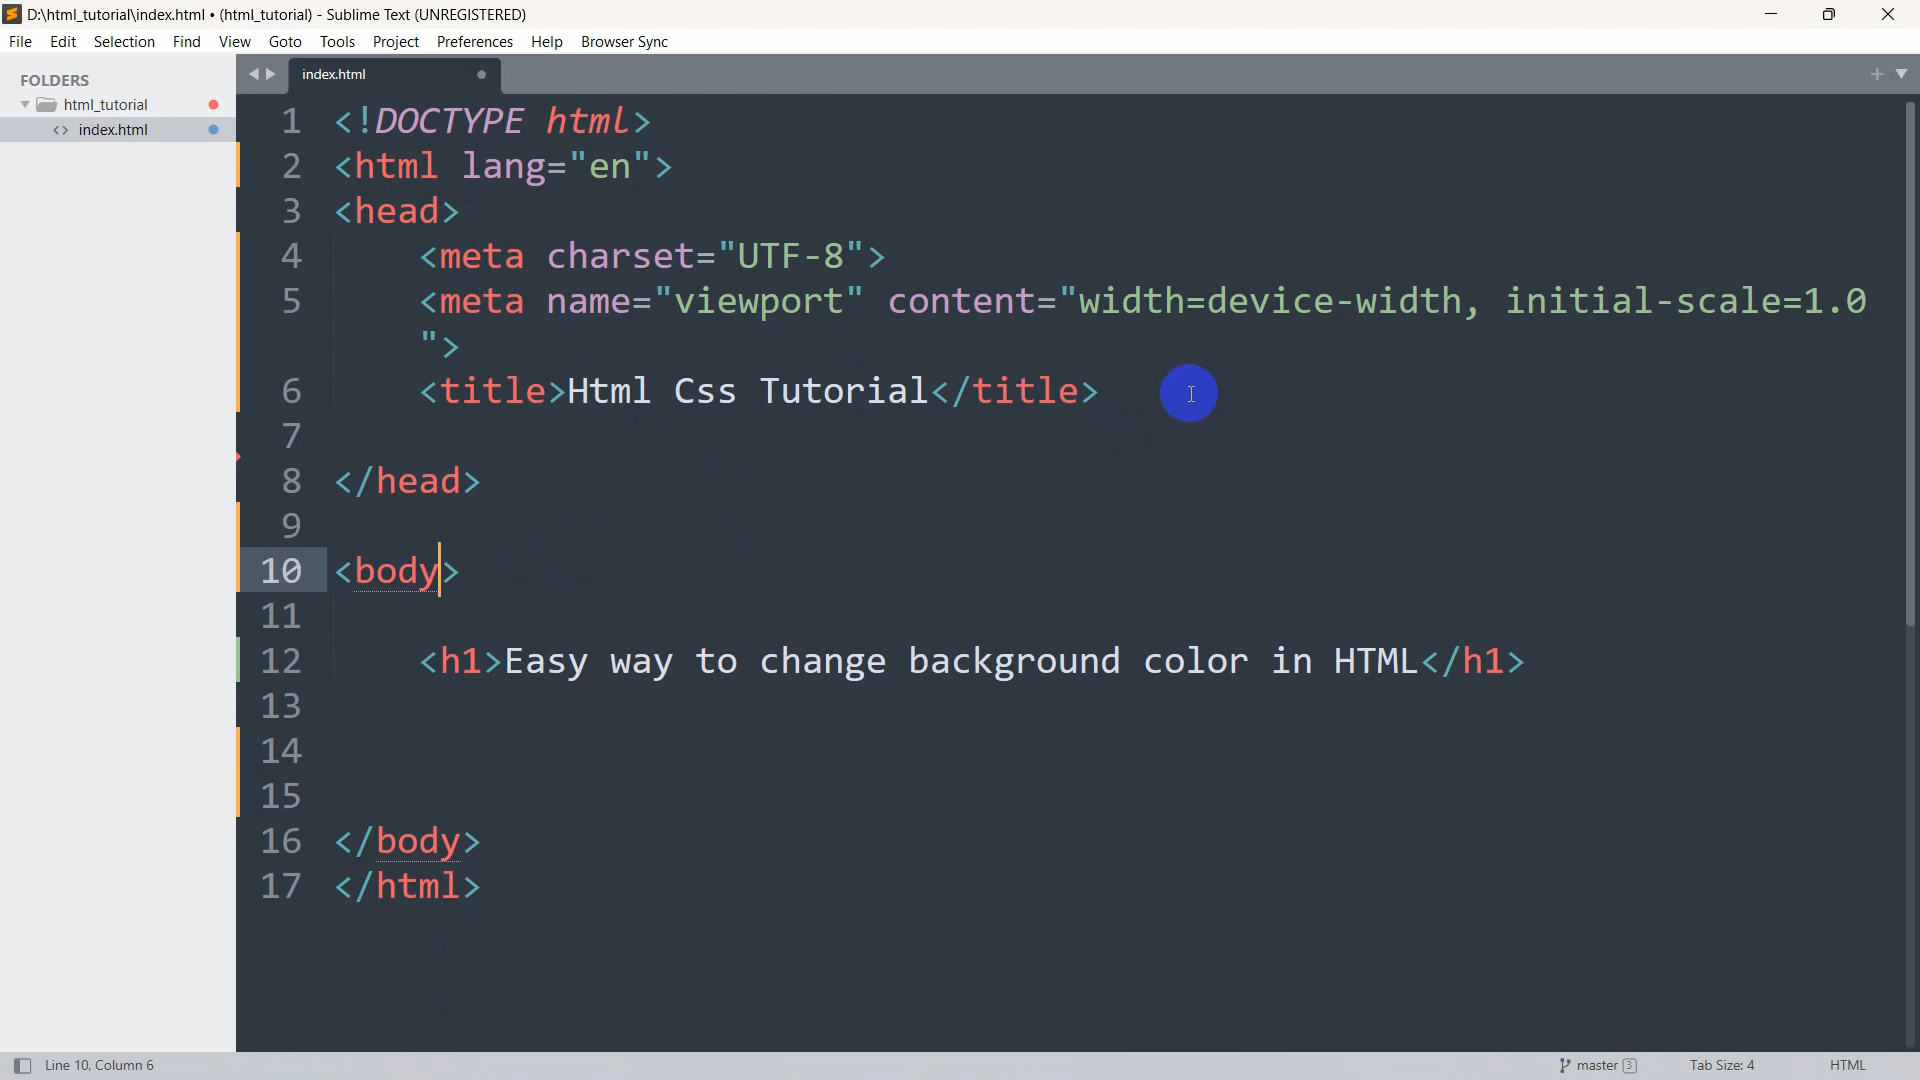 D:\html_tutorial\index.html • (html_tutorial) - Sublime Text (UNREGISTERED)
File Edit Selection Find View Goto Tools Project Preferences Help Browser Sync
FOLDERS
html_tutorial
index.html
index.html
1 <!DOCTYPE html>
2 <html lang="en">
3 <head>
4 <meta charset="UTF-8">
5 <meta name="viewport" content="width=device-width, initial-scale=1.0
">
6 <title>Html Css Tutorial</title>
7
8 </head>
9
10 <body>
11
12 <h1>Easy way to change background color in HTML</h1>
13
14
15
16 </body>
17 </html>
Line 10, Column 6
master 3
Tab Size: 4
HTML